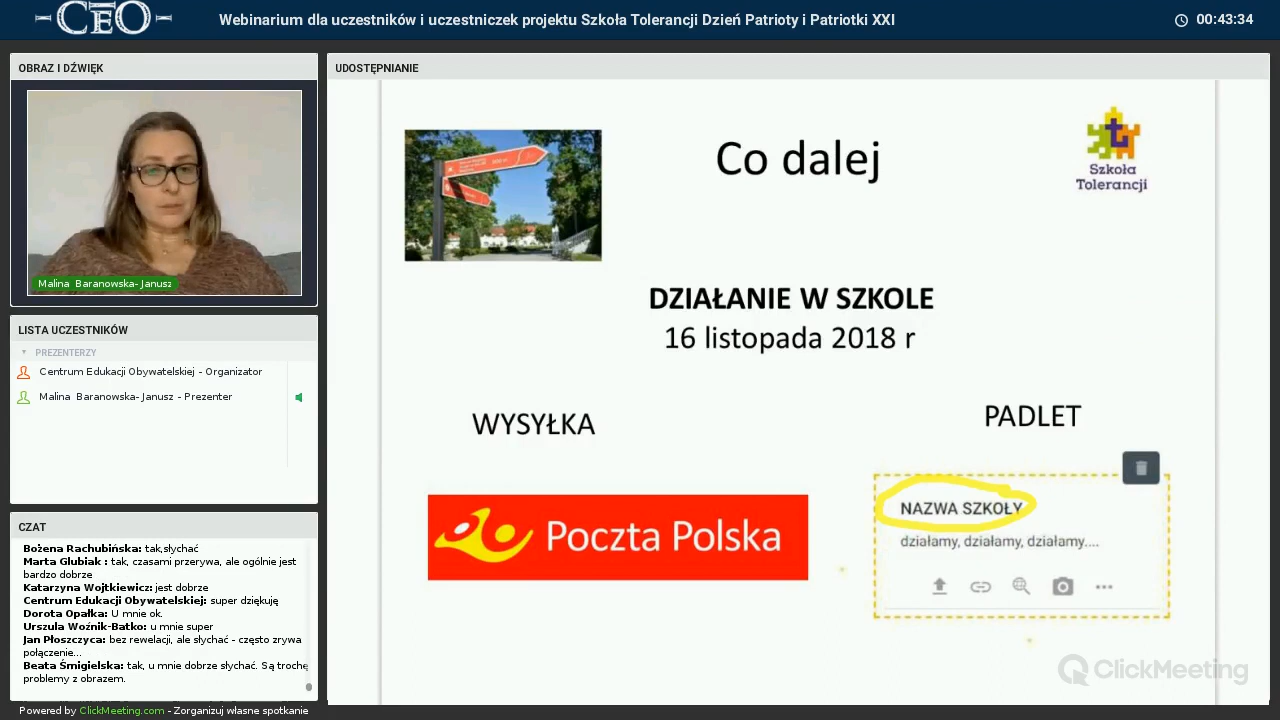 CEO
Webinarium dla uczestników i uczestniczek projektu Szkoła Tolerancji Dzień Patrioty i Patriotki XXI
00:43:34
OBRAZ I DŹWIĘK
Malina Baranowska-Janusz
LISTA UCZESTNIKÓW
PREZENTERZY
Centrum Edukacji Obywatelskiej - Organizator
Malina Baranowska-Janusz - Prezenter
CZAT
Bożena Rachubińska: tak,słychać
Marta Glubiak : tak, czasami przerywa, ale ogólnie jest
bardzo dobrze
Katarzyna Wojtkiewicz: jest dobrze
Centrum Edukacji Obywatelskiej: super dziękuję
Dorota Opałka: U mnie ok.
Urszula Woźnik-Batko: u mnie super
Jan Płoszczyca: bez rewelacji, ale słychać - często zrywa
połączenie...
Beata Śmigielska: tak, u mnie dobrze słychać. Są trochę
problemy z obrazem.
Powered by ClickMeeting.com - Zorganizuj własne spotkanie
UDOSTĘPNIANIE
Co dalej
Szkoła
Tolerancji
DZIAŁANIE W SZKOLE
16 listopada 2018 r
WYSYŁKA
PADLET
Poczta Polska
NAZWA SZKOŁY
działamy, działamy, działamy....
ClickMeeting